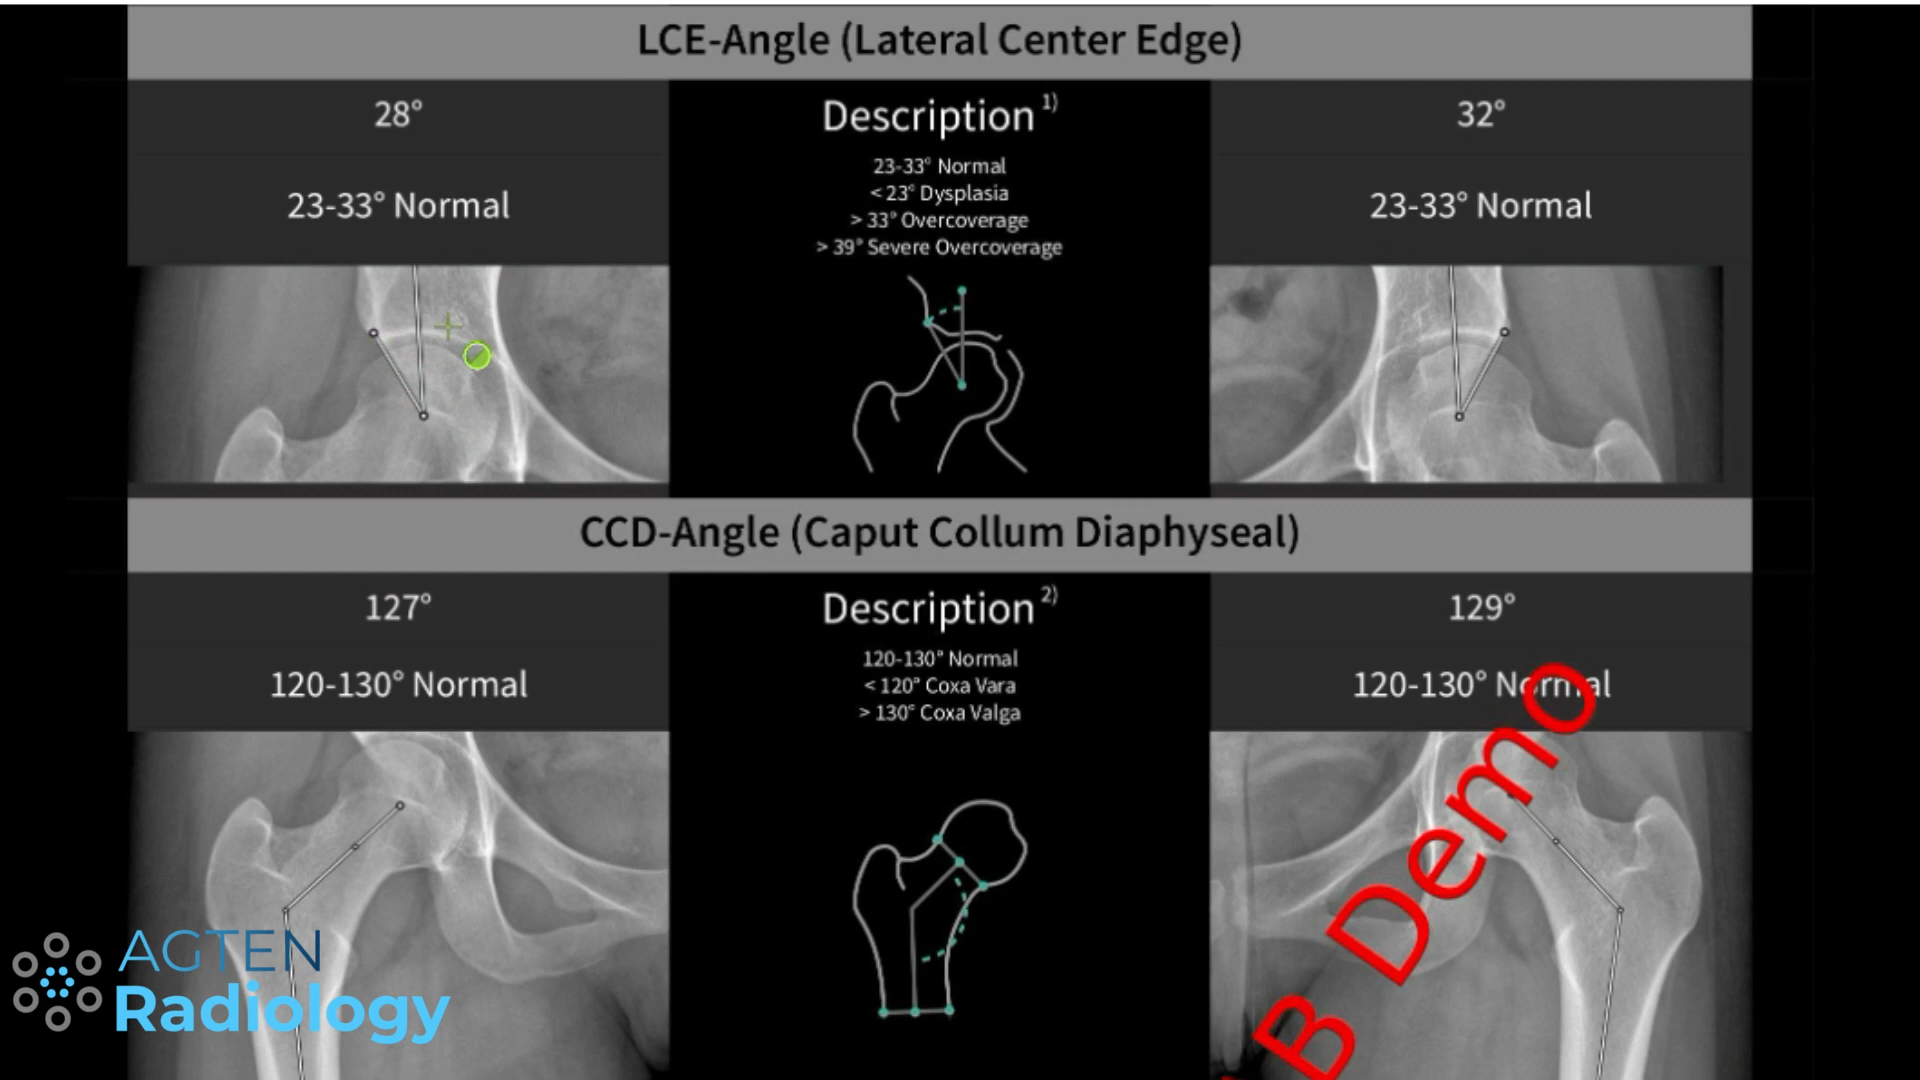 LCE-Angle (Lateral Center Edge)
28°
Description 1)
32°
23-33° Normal
23-33° Normal
< 23° Dysplasia
> 33° Overcoverage
> 39° Severe Overcoverage
23-33° Normal
CCD-Angle (Caput Collum Diaphyseal)
127°
Description 2)
129°
120-130° Normal
120-130° Normal
< 120° Coxa Vara
> 130° Coxa Valga
120-130° Normal
B Demo
AGTEN
Radiology